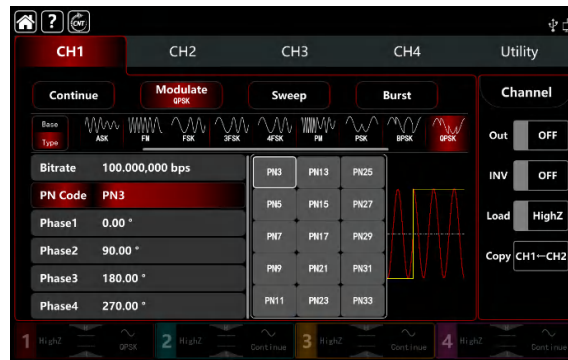 ? CNT
CH1 CH2 CH3 CH4 Utility
Continue Modulate Sweep Burst Channel
QPSK
Base
Type
ASK FM FSK 3FSK 4FSK PM PSK BPSK QPSK
Out OFF
Bitrate 100.000,000 bps
PN3 PN13 PN25
INV OFF
PN Code PN3
PN5 PN15 PN27
Phase1 0.00 °
Load HighZ
PN7 PN17 PN29
Phase2 90.00 °
Copy CH1←CH2
Phase3 180.00 °
PN9 PN21 PN31
Phase4 270.00 °
PN11 PN23 PN33
1 HighZ QPSK 2 HighZ Continue 3 HighZ Continue 4 HighZ Continue